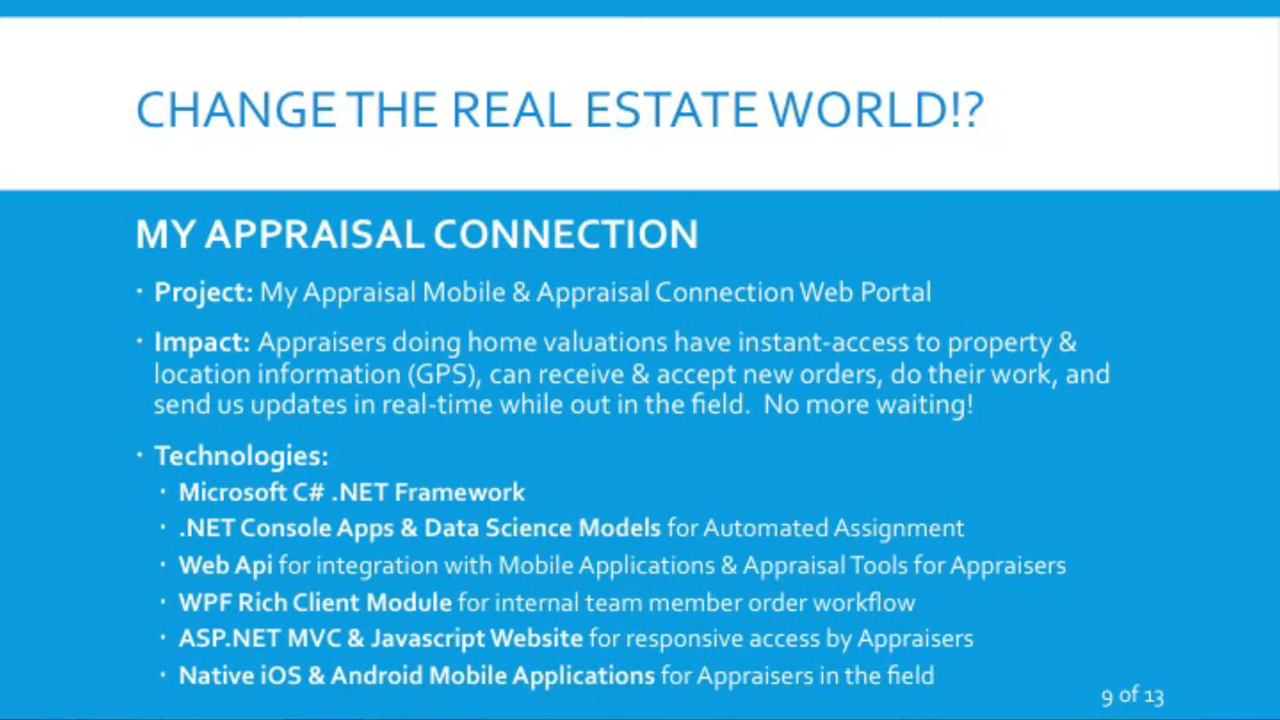 CHANGE THE REAL ESTATE WORLD!?
MY APPRAISAL CONNECTION
· Project: My Appraisal Mobile & Appraisal Connection Web Portal
· Impact: Appraisers doing home valuations have instant-access to property &
location information (GPS), can receive & accept new orders, do their work, and
send us updates in real-time while out in the field. No more waiting!
· Technologies:
· Microsoft C# .NET Framework
· .NET Console Apps & Data Science Models for Automated Assignment
· Web Api for integration with Mobile Applications & Appraisal Tools for Appraisers
· WPF Rich Client Module for internal team member order workflow
· ASP.NET MVC & Javascript Website for responsive access by Appraisers
· Native iOS & Android Mobile Applications for Appraisers in the field
9 of 13